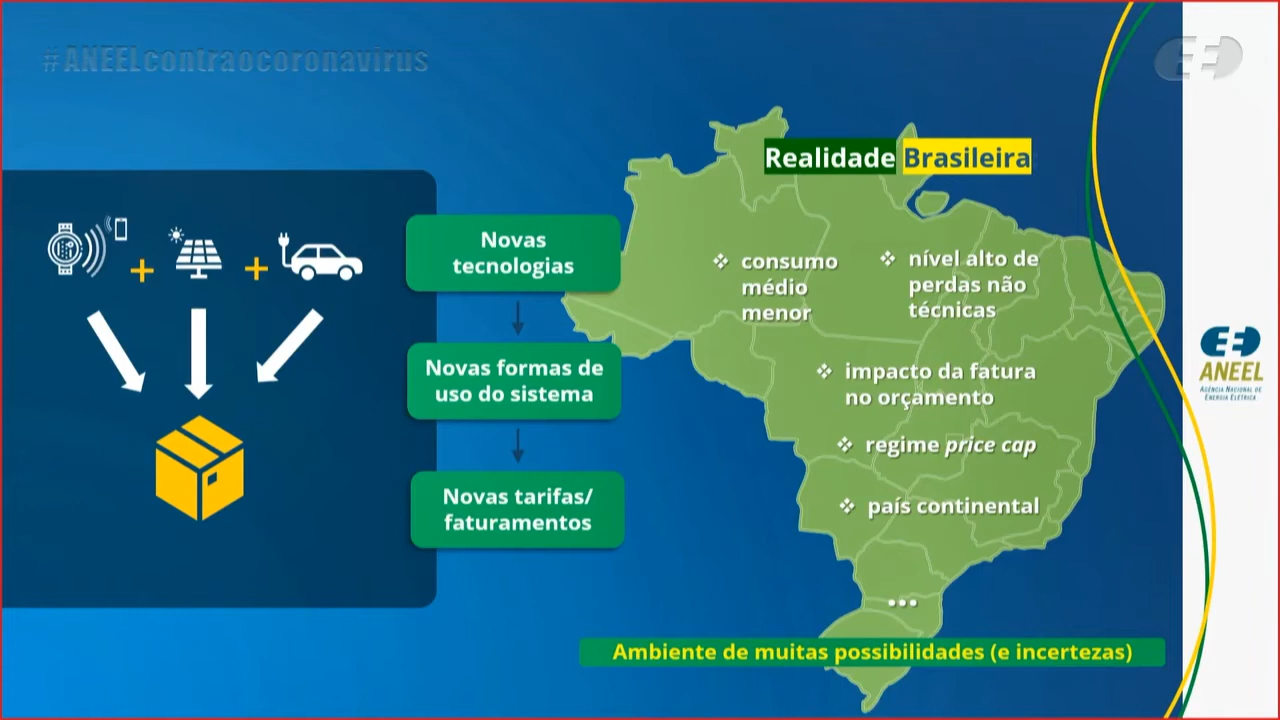 #ANEELcontraocoronavirus
Realidade Brasileira
Novas
tecnologias
Novas formas de
uso do sistema
Novas tarifas/
faturamentos
❖ consumo
médio
menor
❖ nível alto de
perdas não
técnicas
❖ impacto da fatura
no orçamento
❖ regime price cap
❖ país continental
...
Ambiente de muitas possibilidades (e incertezas)
ANEEL
AGÊNCIA NACIONAL DE
ENERGIA ELÉTRICA